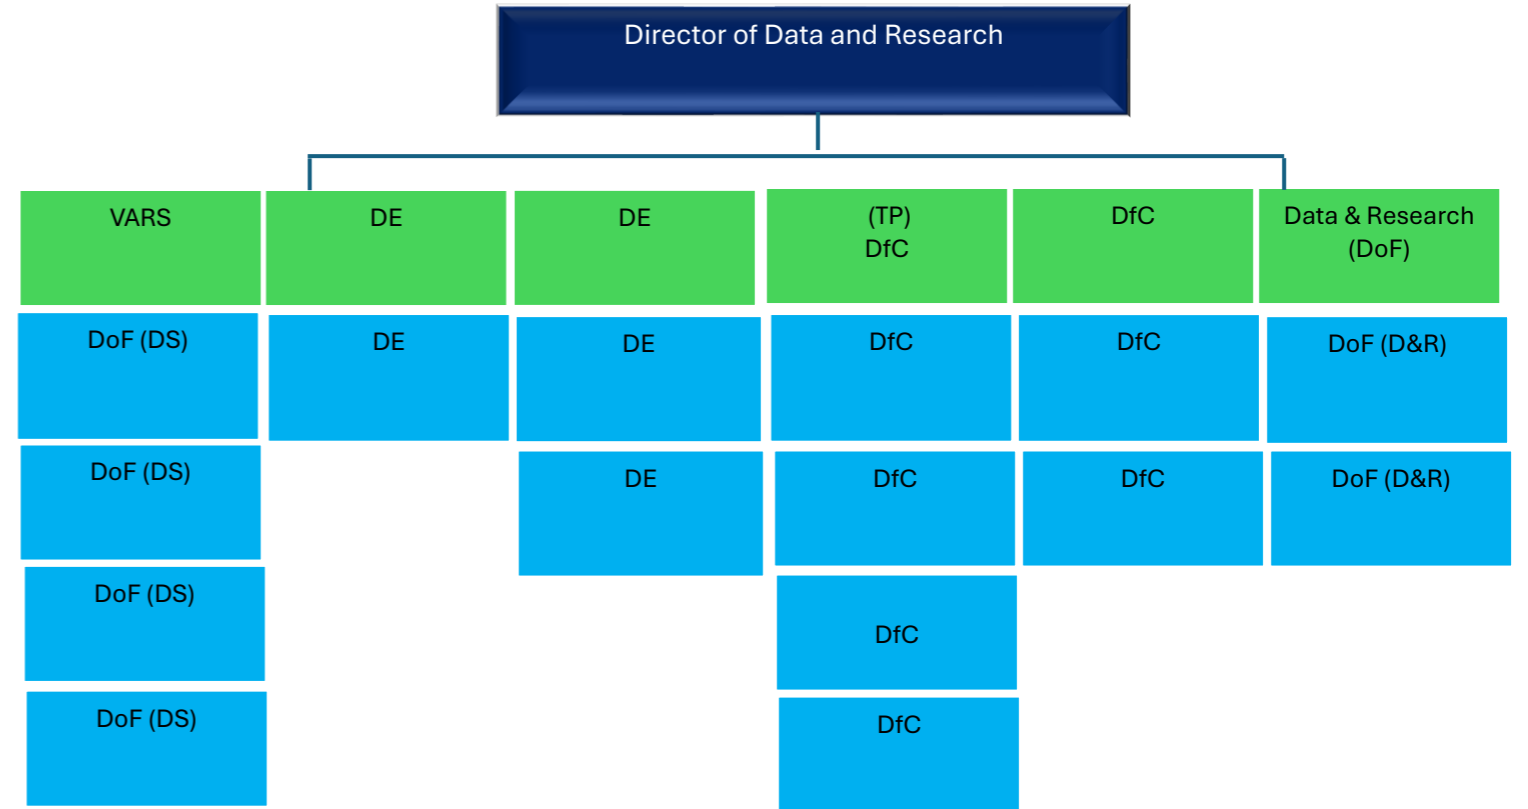 Director of Data and Research
VARS
DE
DE
(TP)
DfC
DfC
Data & Research
(DoF)
DoF (DS)
DE
DE
DfC
DfC
DoF (D&R)
DoF (DS)
DE
DfC
DfC
DoF (D&R)
DoF (DS)
DfC
DoF (DS)
DfC